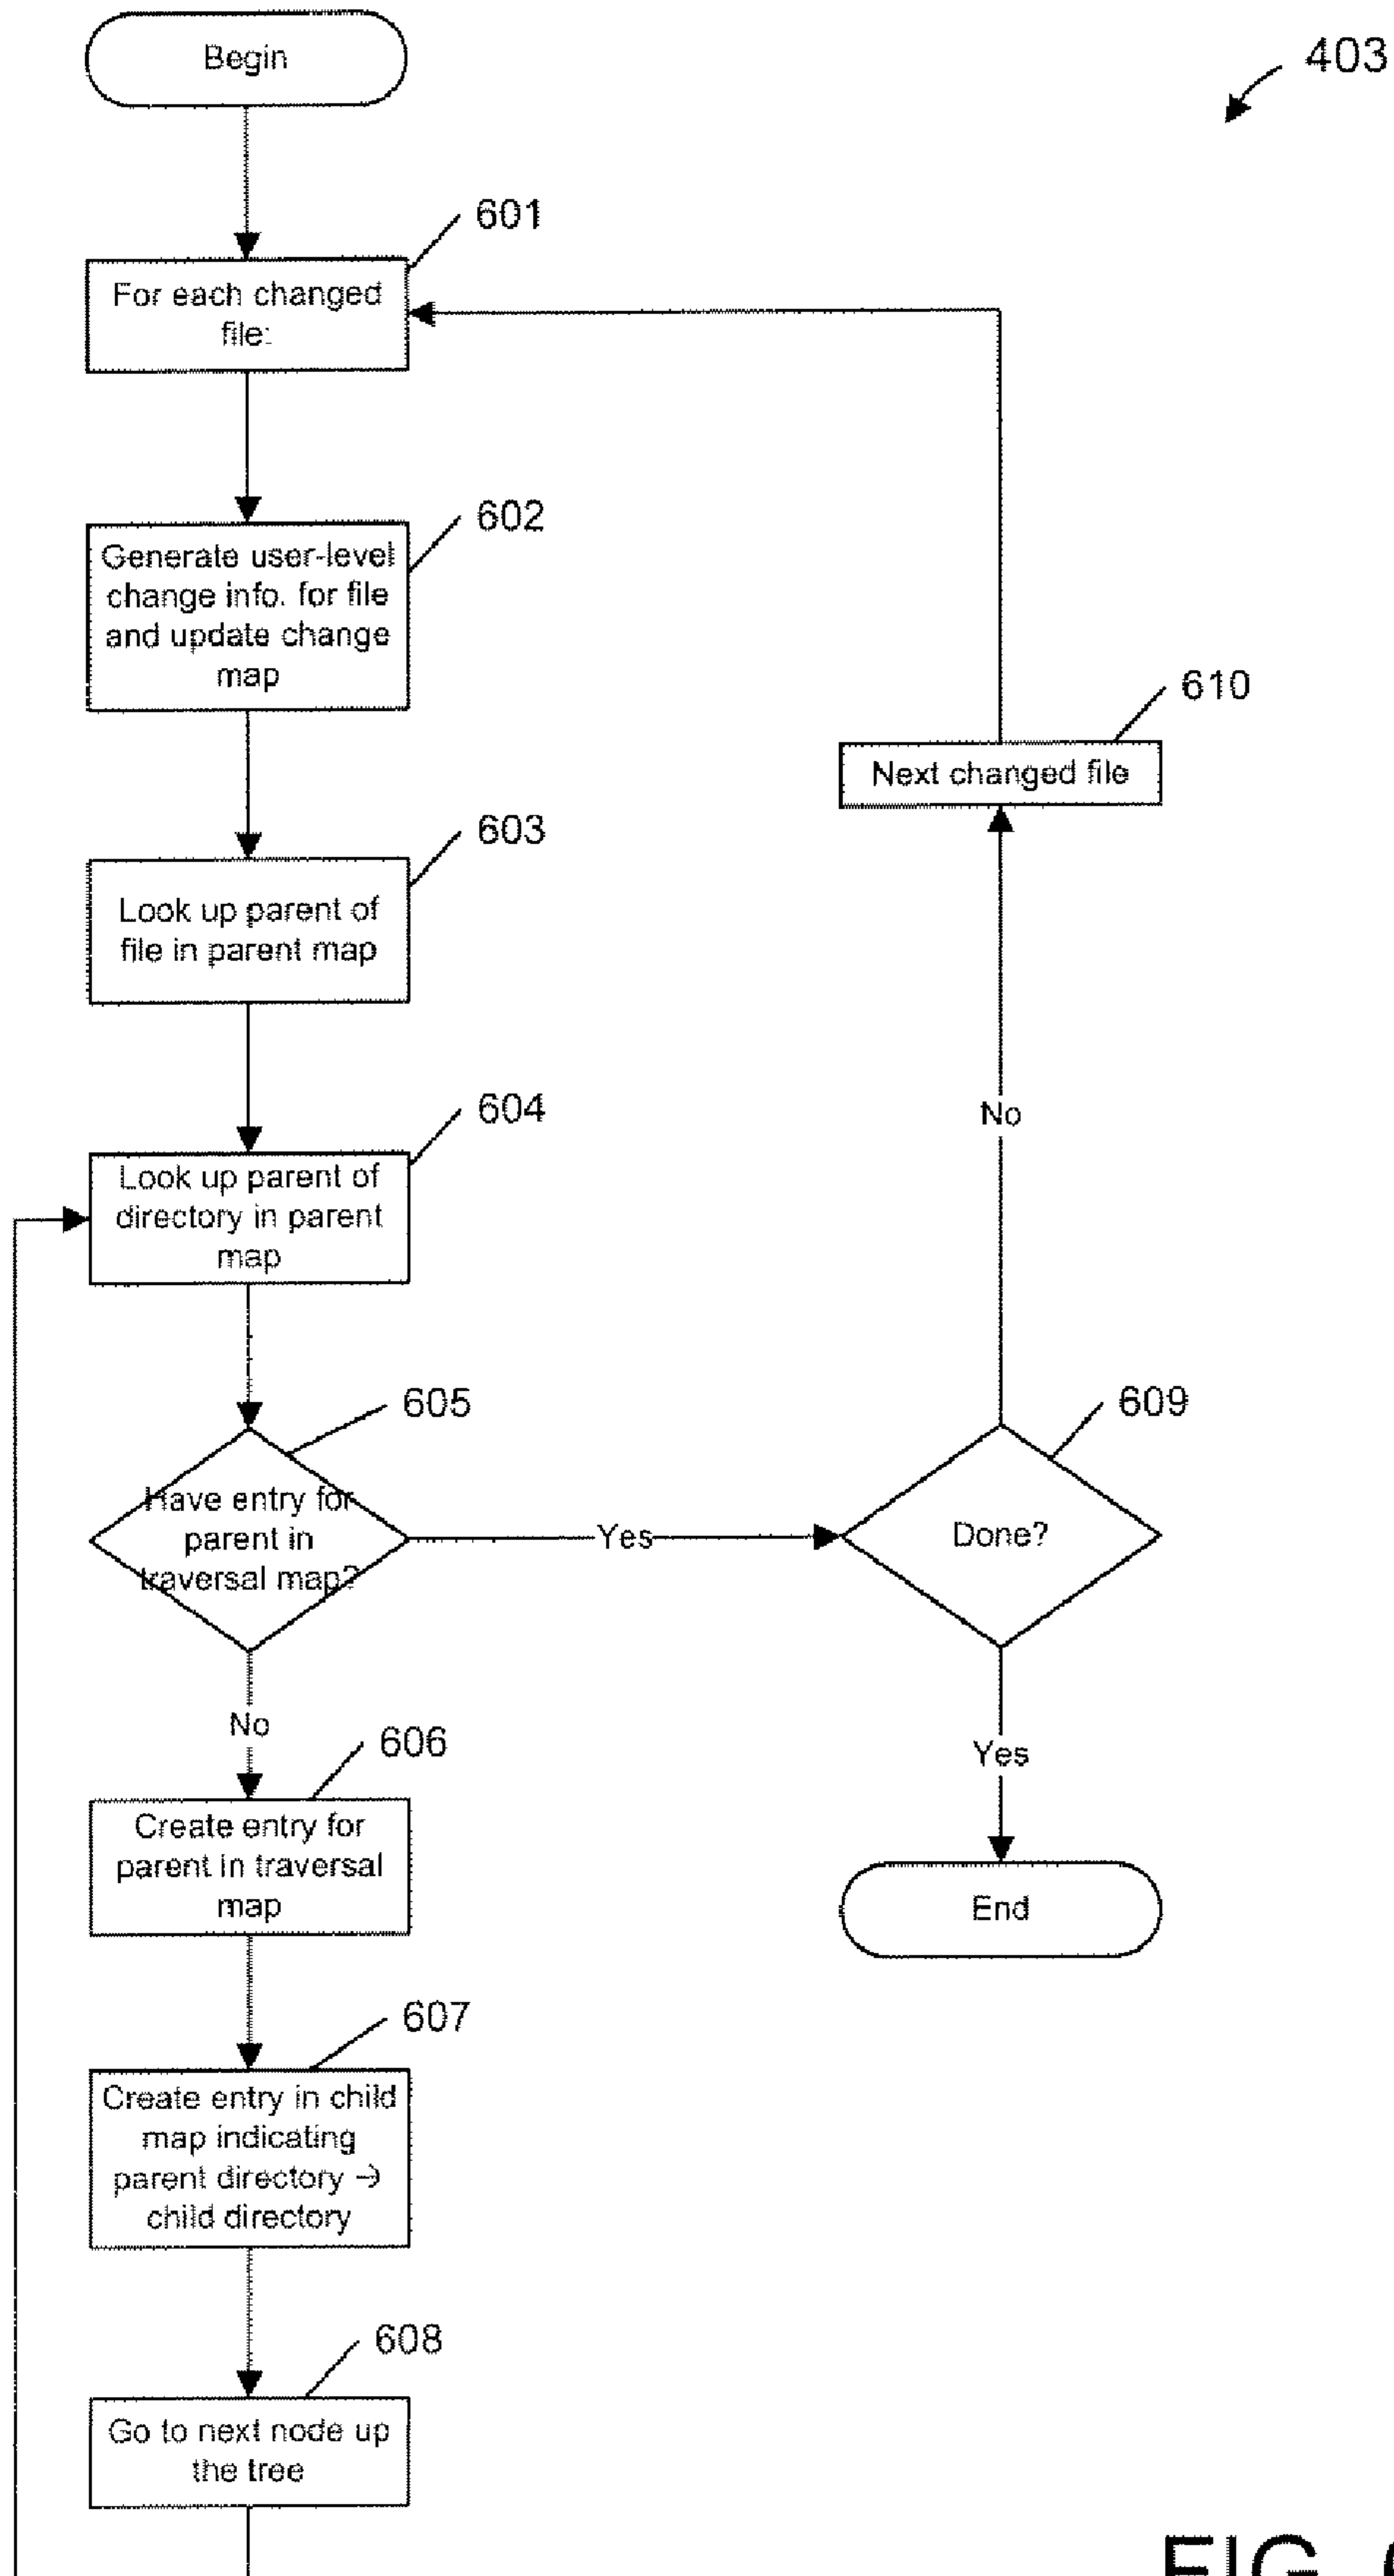 Begin
403
601
For each changed
file:
602
Generate user-level
change info. for file
and update change
map
610
Next changed file
603
Look up parent of
file in parent map
604
Look up parent of
directory in parent
map
No
605
Have entry for
parent in
traversal map?
Yes
609
Done?
No
606
Create entry for
parent in traversal
map
Yes
End
607
Create entry in child
map indicating
parent directory →
child directory
608
Go to next node up
the tree
FIG.